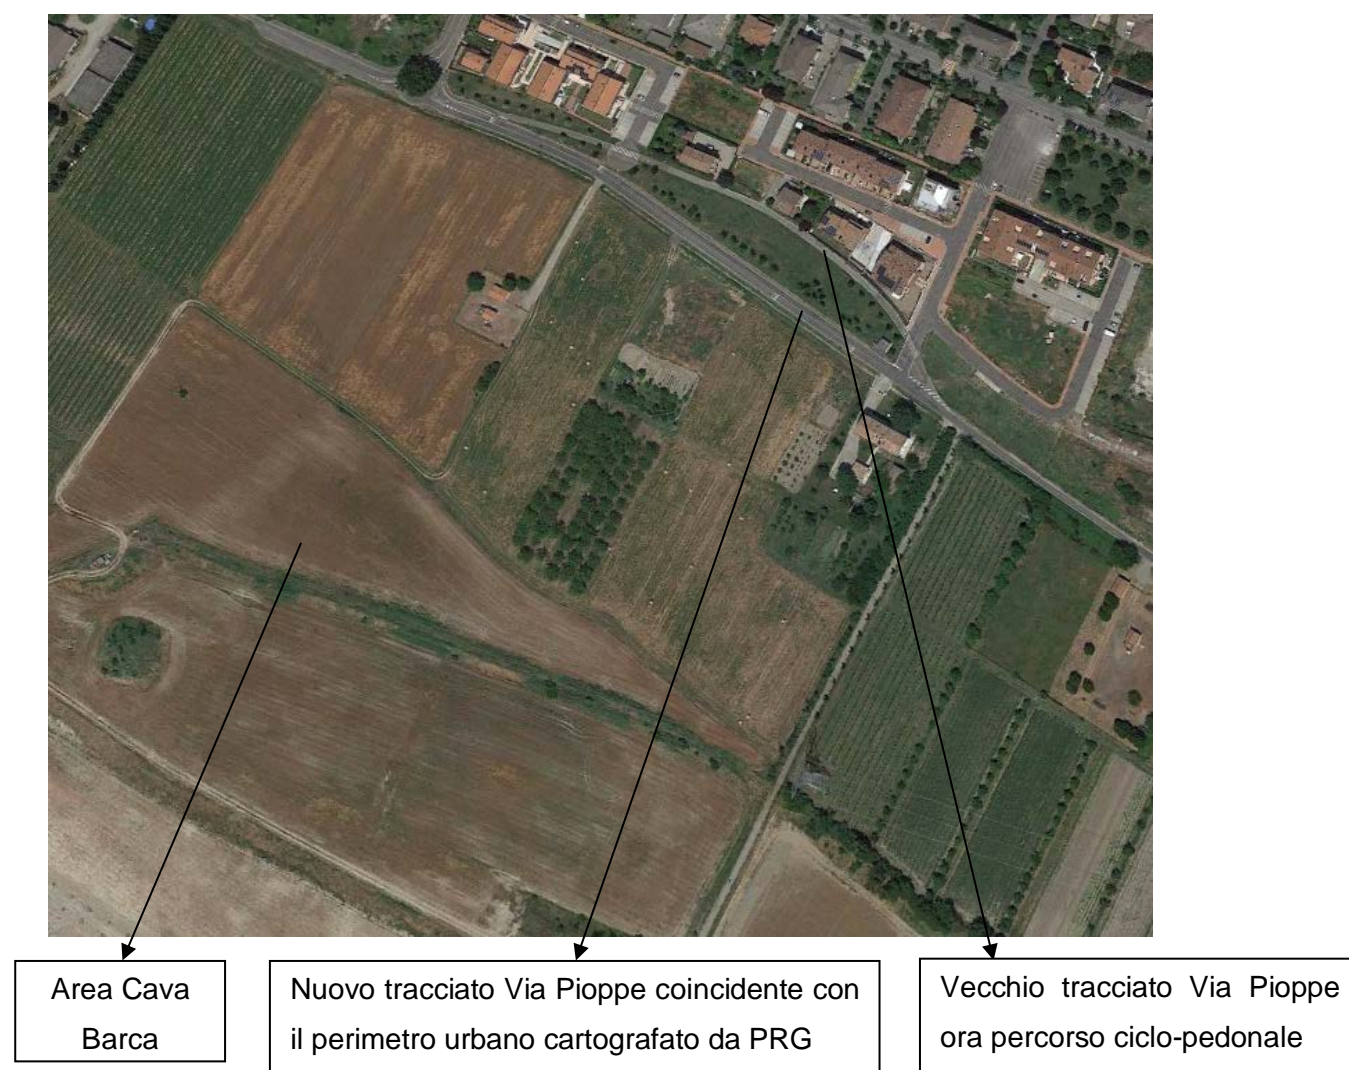 Area Cava
Barca
Nuovo tracciato Via Pioppe coincidente con
il perimetro urbano cartografato da PRG
Vecchio tracciato Via Pioppe
ora percorso ciclo-pedonale